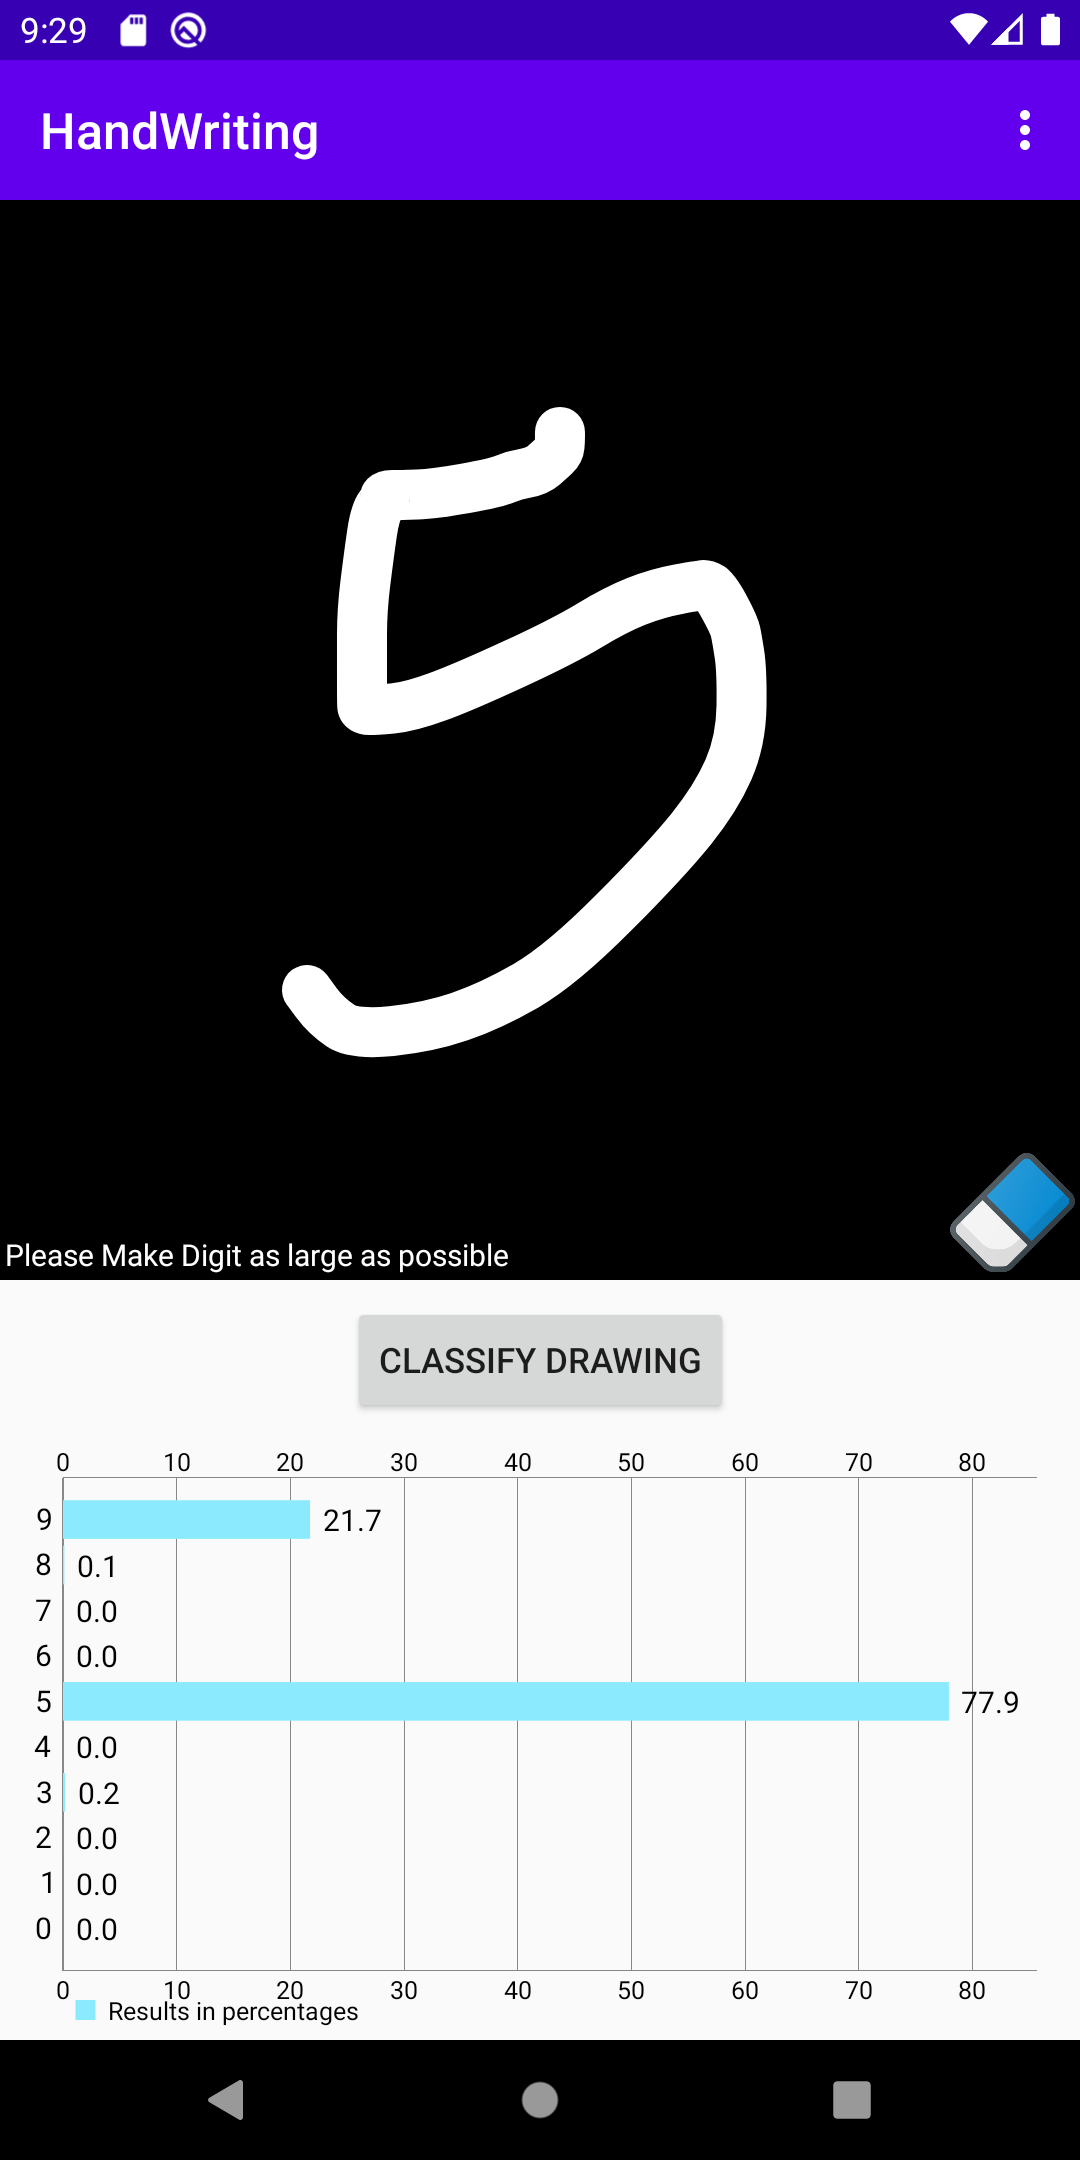 9:29
HandWriting
5
Please Make Digit as large as possible
CLASSIFY DRAWING
0 10 20 30 40 50 60 70 80
9 21.7
8 0.1
7 0.0
6 0.0
5 77.9
4 0.0
3 0.2
2 0.0
1 0.0
0 0.0
0 10 20 30 40 50 60 70 80
Results in percentages